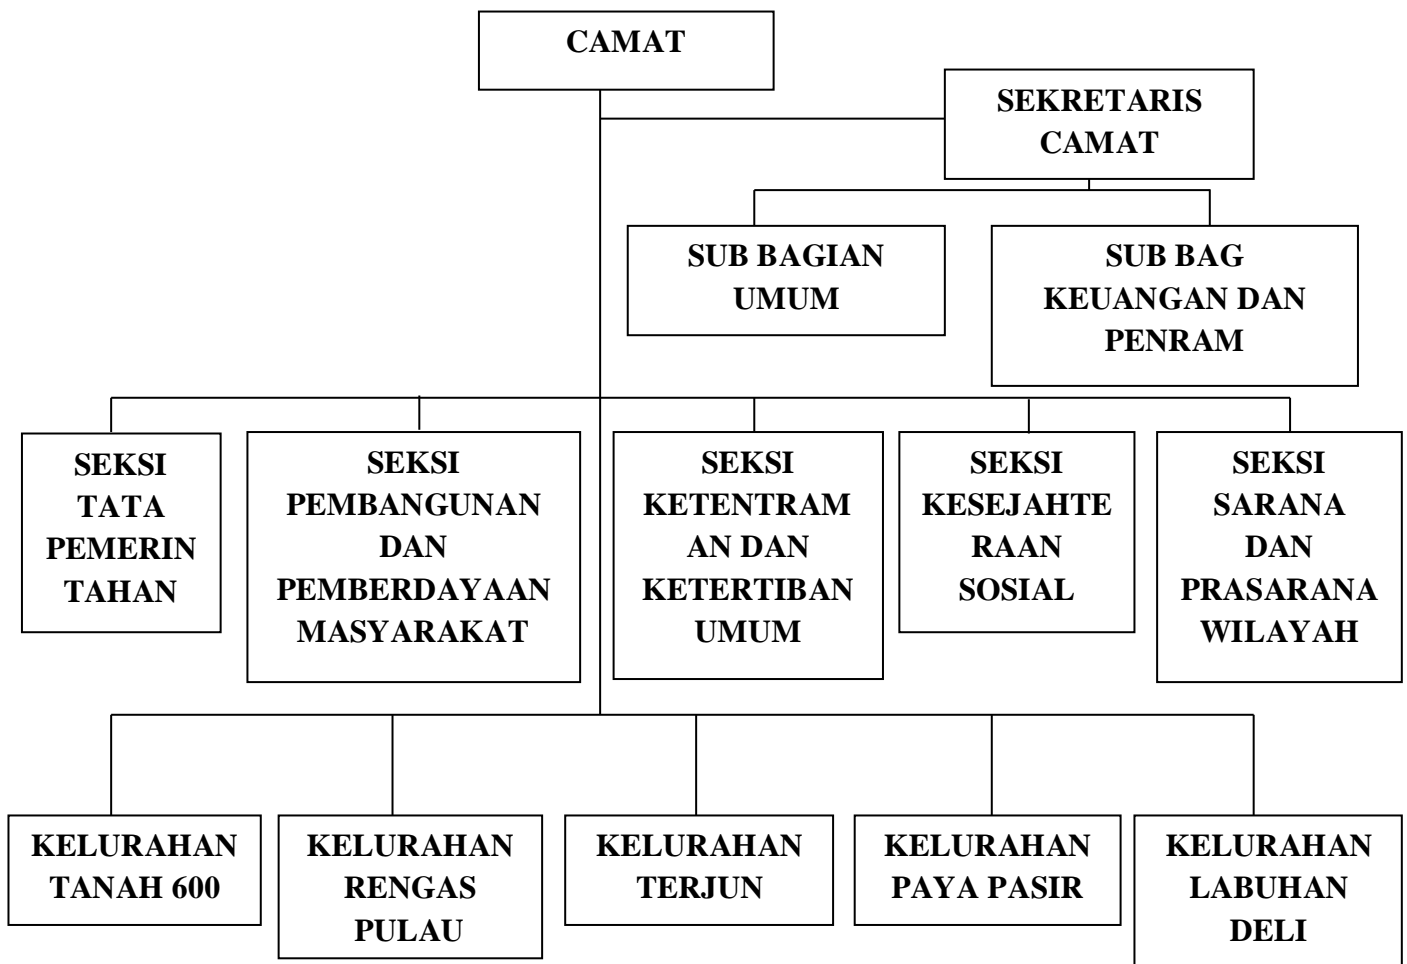 CAMAT
SEKRETARIS
CAMAT
SUB BAGIAN
UMUM
SUB BAG
KEUANGAN DAN
PENRAM
SEKSI
TATA
PEMERIN
TAHAN
SEKSI
PEMBANGUNAN
DAN
PEMBERDAYAAN
MASYARAKAT
SEKSI
KETENTRAM
AN DAN
KETERTIBAN
UMUM
SEKSI
KESEJAHTE
RAAN
SOSIAL
SEKSI
SARANA
DAN
PRASARANA
WILAYAH
KELURAHAN
TANAH 600
KELURAHAN
RENGAS
PULAU
KELURAHAN
TERJUN
KELURAHAN
PAYA PASIR
KELURAHAN
LABUHAN
DELI